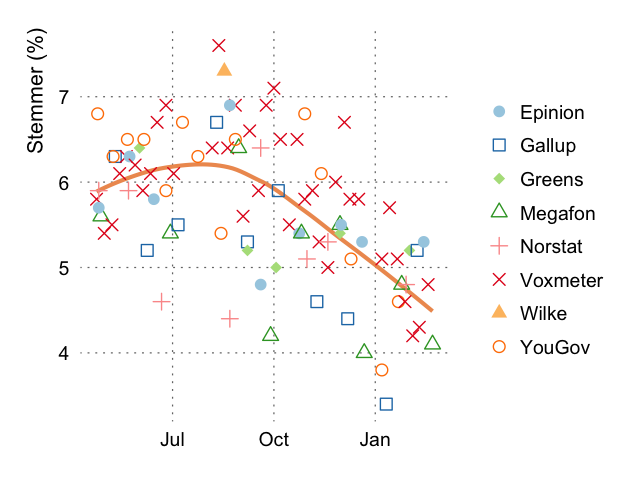 Stemmer (%)
7
6
5
4
Jul Oct Jan
Epinion
Gallup
Greens
Megafon
Norstat
Voxmeter
Wilke
YouGov